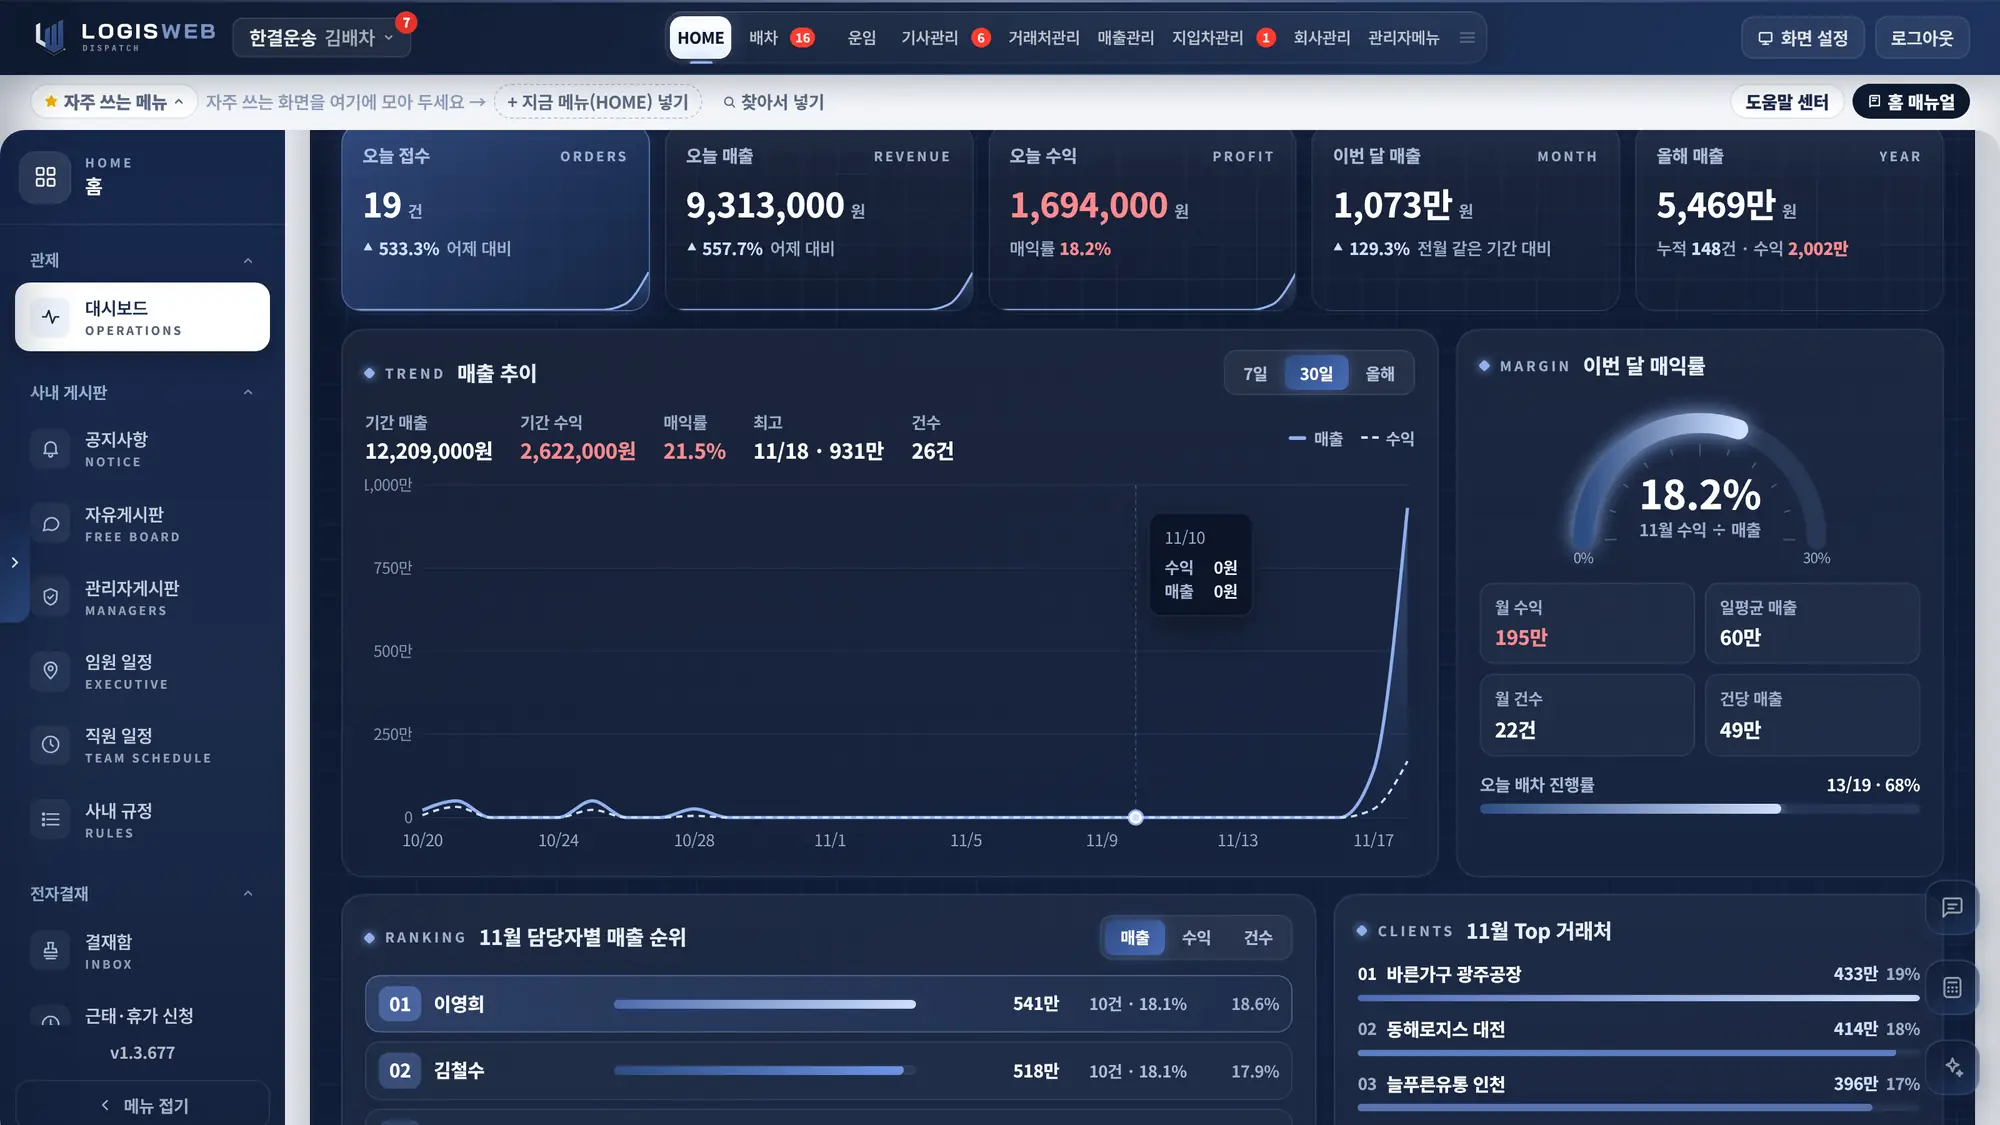 LOGISWEB
DISPATCH
한결운송 김배차
7
HOME
배차 16
운임
기사관리 6
거래처관리
매출관리
지입차관리 1
회사관리
관리자메뉴
화면 설정
로그아웃
자주 쓰는 메뉴
자주 쓰는 화면을 여기에 모아 두세요 →
+ 지금 메뉴(HOME) 넣기
찾아서 넣기
도움말 센터
홈 매뉴얼
HOME
홈
관제
대시보드
OPERATIONS
사내 게시판
공지사항
NOTICE
자유게시판
FREE BOARD
관리자게시판
MANAGERS
임원 일정
EXECUTIVE
직원 일정
TEAM SCHEDULE
사내 규정
RULES
전자결재
결재함
INBOX
근태·휴가 신청
v1.3.677
메뉴 접기
오늘 접수 ORDERS
19 건
▲ 533.3% 어제 대비
오늘 매출 REVENUE
9,313,000 원
▲ 557.7% 어제 대비
오늘 수익 PROFIT
1,694,000 원
매익률 18.2%
이번 달 매출 MONTH
1,073만 원
▲ 129.3% 전월 같은 기간 대비
올해 매출 YEAR
5,469만 원
누적 148건 · 수익 2,002만
TREND 매출 추이
7일 30일 올해
기간 매출 기간 수익 매익률 최고 건수
12,209,000원 2,622,000원 21.5% 11/18 · 931만 26건
매출 수익
1,000만
750만
500만
250만
0
11/10
수익 0원
매출 0원
10/20 10/24 10/28 11/1 11/5 11/9 11/13 11/17
MARGIN 이번 달 매익률
18.2%
11월 수익 ÷ 매출
0% 30%
월 수익
195만
일평균 매출
60만
월 건수
22건
건당 매출
49만
오늘 배차 진행률 13/19 · 68%
RANKING 11월 담당자별 매출 순위
매출 수익 건수
01 이영희 541만 10건 · 18.1% 18.6%
02 김철수 518만 10건 · 18.1% 17.9%
CLIENTS 11월 Top 거래처
01 바른가구 광주공장 433만 19%
02 동해로지스 대전 414만 18%
03 늘푸른유통 인천 396만 17%